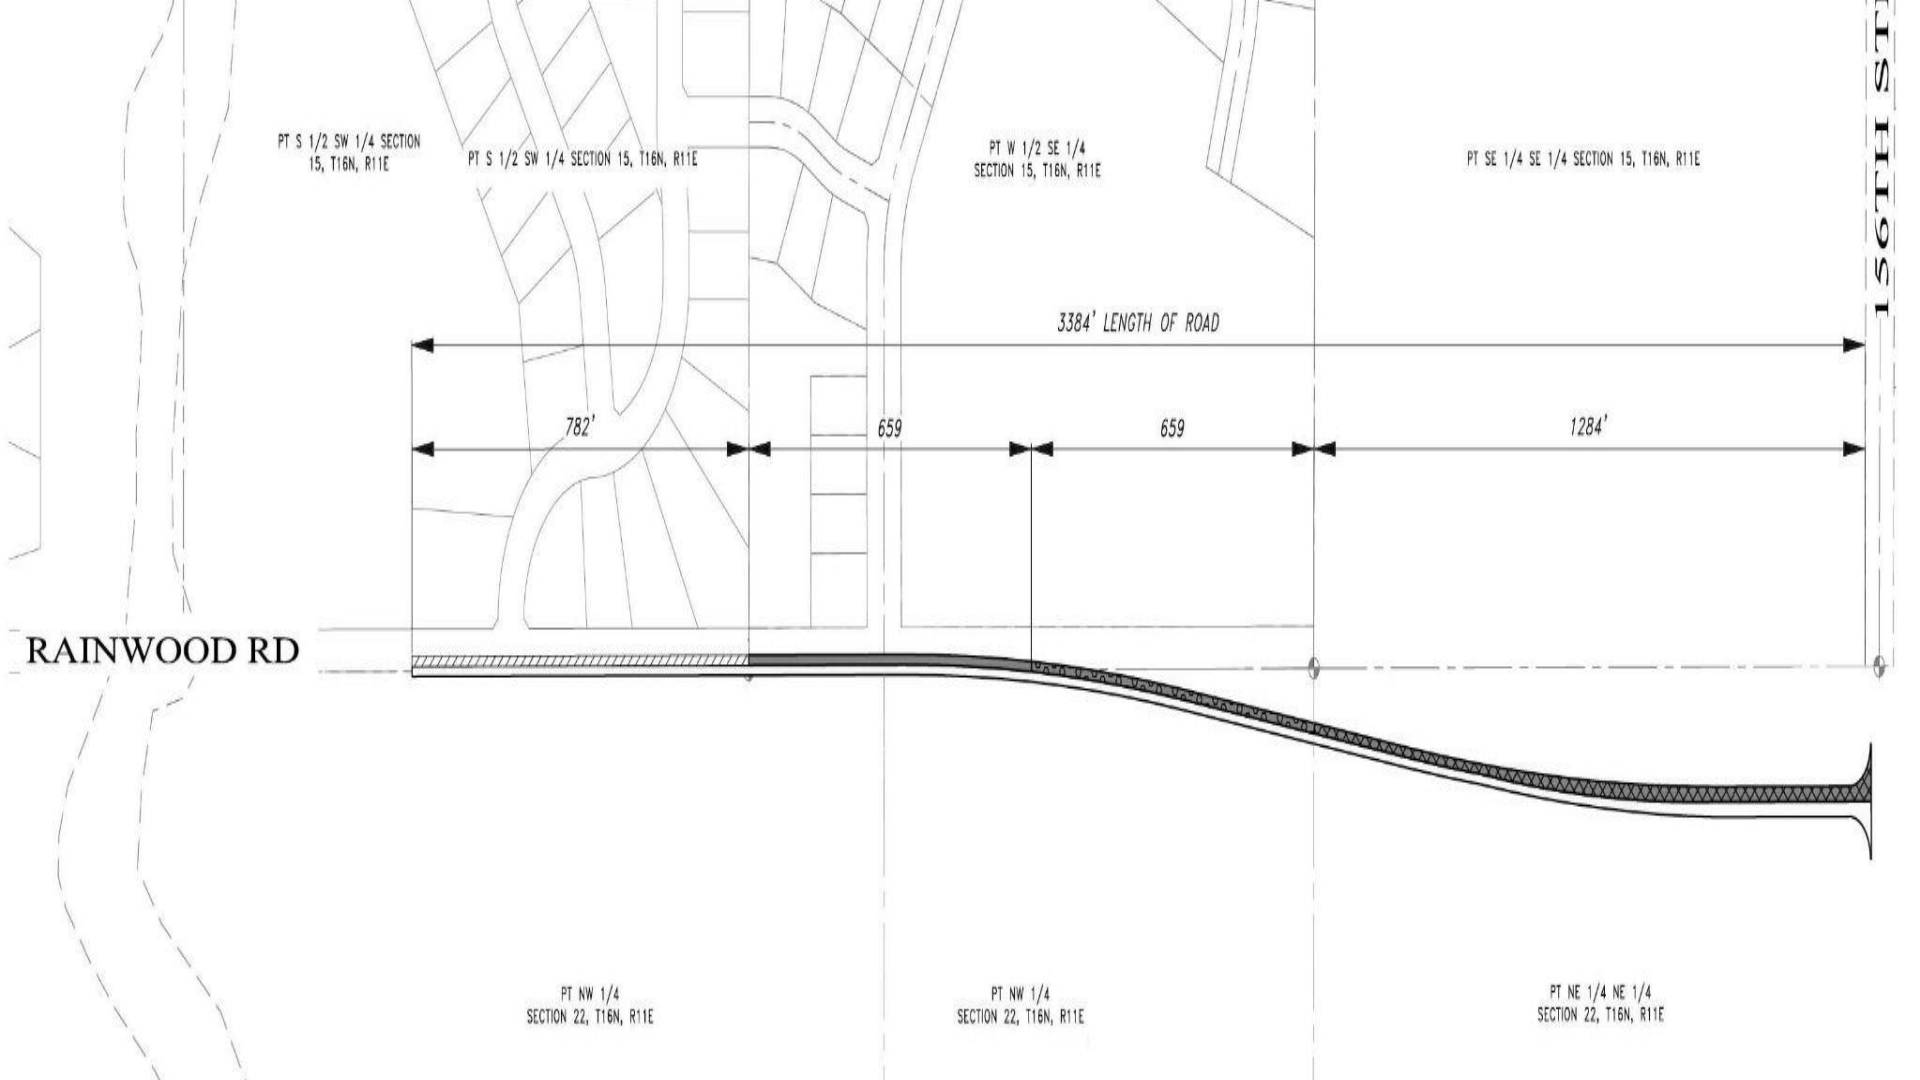 156TH ST
PT S 1/2 SW 1/4 SECTION
15, T16N, R11E
PT S 1/2 SW 1/4 SECTION 15, T16N, R11E
PT W 1/2 SE 1/4
SECTION 15, T16N, R11E
PT SE 1/4 SE 1/4 SECTION 15, T16N, R11E
3384' LENGTH OF ROAD
782'
659
659
1284'
RAINWOOD RD
PT NW 1/4
SECTION 22, T16N, R11E
PT NW 1/4
SECTION 22, T16N, R11E
PT NE 1/4 NE 1/4
SECTION 22, T16N, R11E